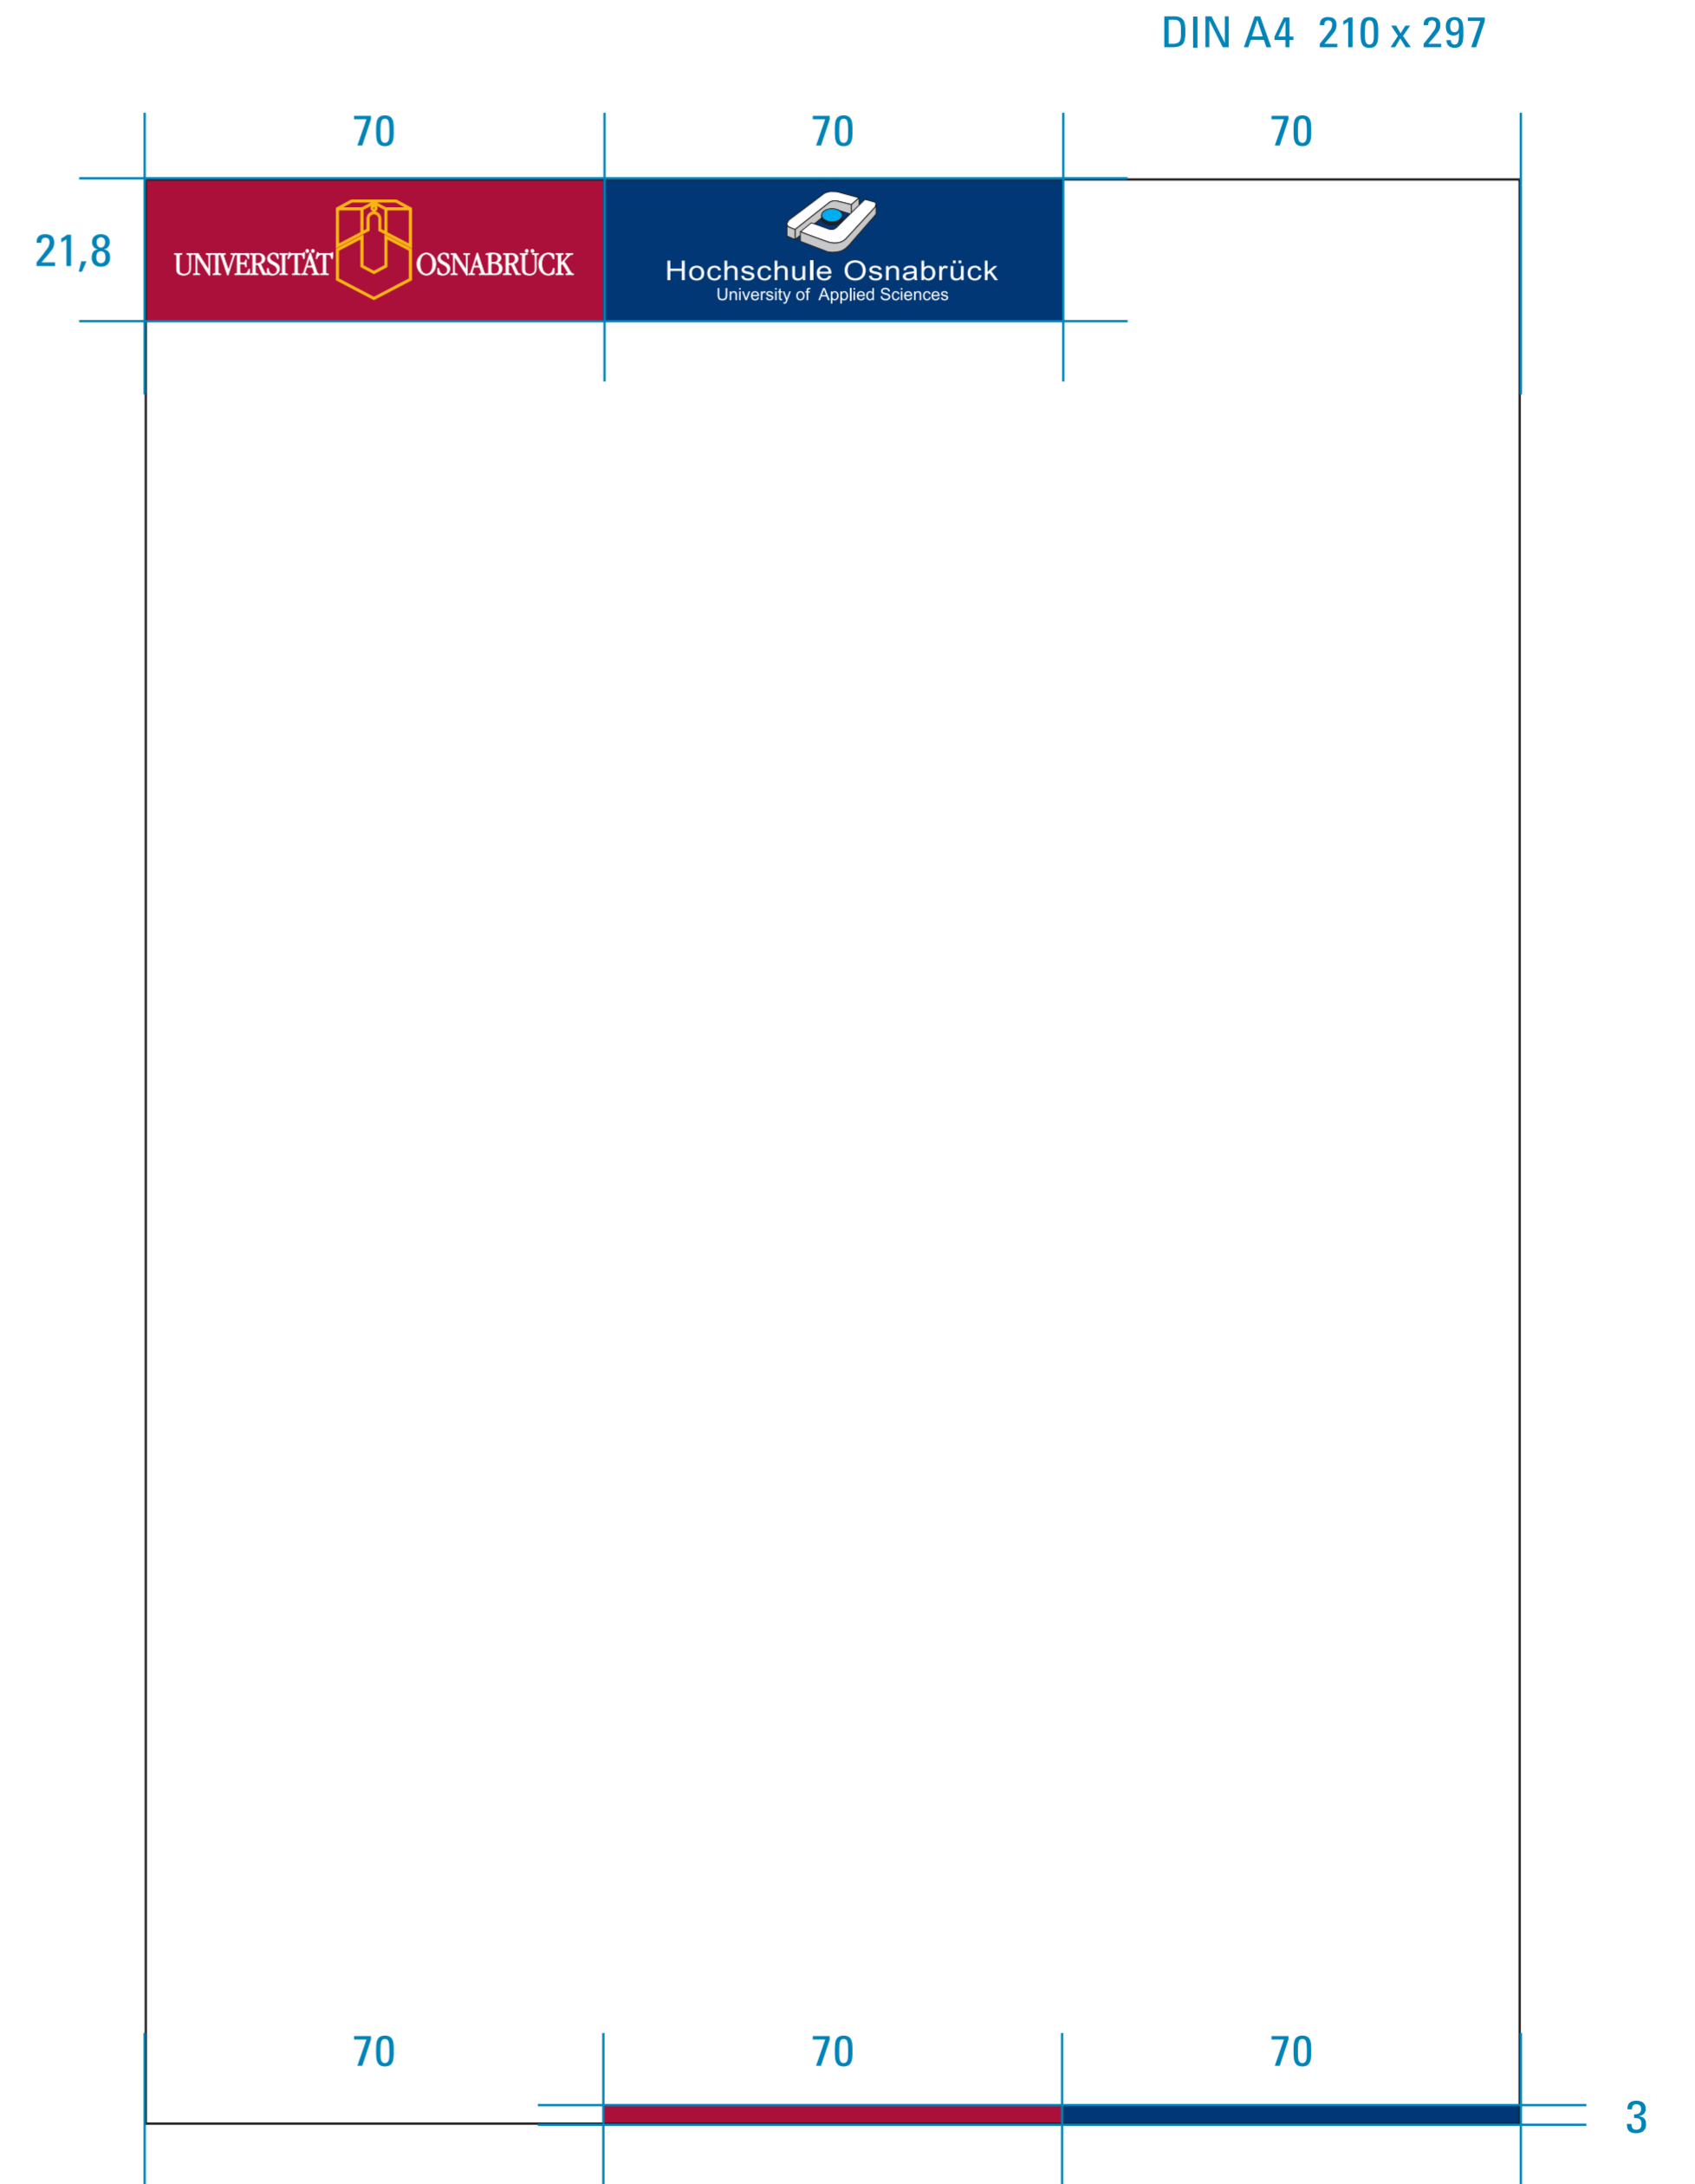 DIN A4 210 x 297
70 70 70
21,8
UNIVERSITÄT OSNABRÜCK
Hochschule Osnabrück
University of Applied Sciences
70 70 70
3